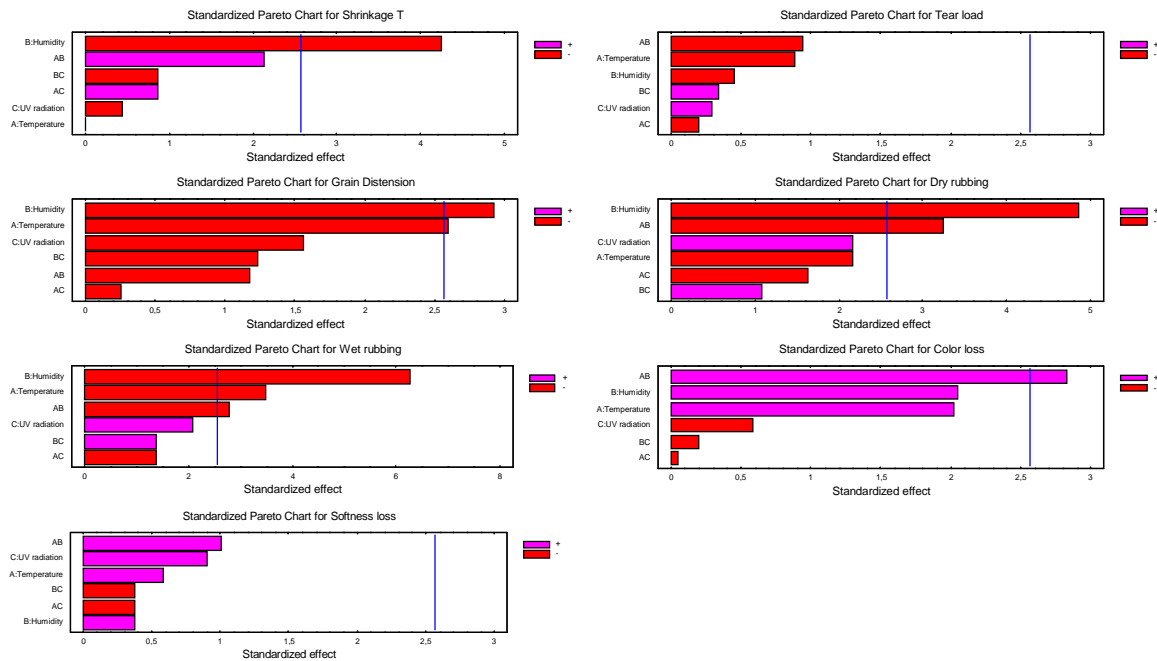 Standardized Pareto Chart for Shrinkage T
B:Humidity
AB
BC
AC
C:UV radiation
A:Temperature
+
-
0 1 2 3 4 5
Standardized effect
Standardized Pareto Chart for Tear load
AB
A:Temperature
B:Humidity
BC
C:UV radiation
AC
+
-
0 0,5 1 1,5 2 2,5 3
Standardized effect
Standardized Pareto Chart for Grain Distension
B:Humidity
A:Temperature
C:UV radiation
BC
AB
AC
+
-
0 0,5 1 1,5 2 2,5 3
Standardized effect
Standardized Pareto Chart for Dry rubbing
B:Humidity
AB
C:UV radiation
A:Temperature
AC
BC
+
-
0 1 2 3 4 5
Standardized effect
Standardized Pareto Chart for Wet rubbing
B:Humidity
A:Temperature
AB
C:UV radiation
BC
AC
+
-
0 2 4 6 8
Standardized effect
Standardized Pareto Chart for Color loss
AB
B:Humidity
A:Temperature
C:UV radiation
BC
AC
+
-
0 0,5 1 1,5 2 2,5 3
Standardized effect
Standardized Pareto Chart for Softness loss
AB
C:UV radiation
A:Temperature
BC
AC
B:Humidity
+
-
0 0,5 1 1,5 2 2,5 3
Standardized effect